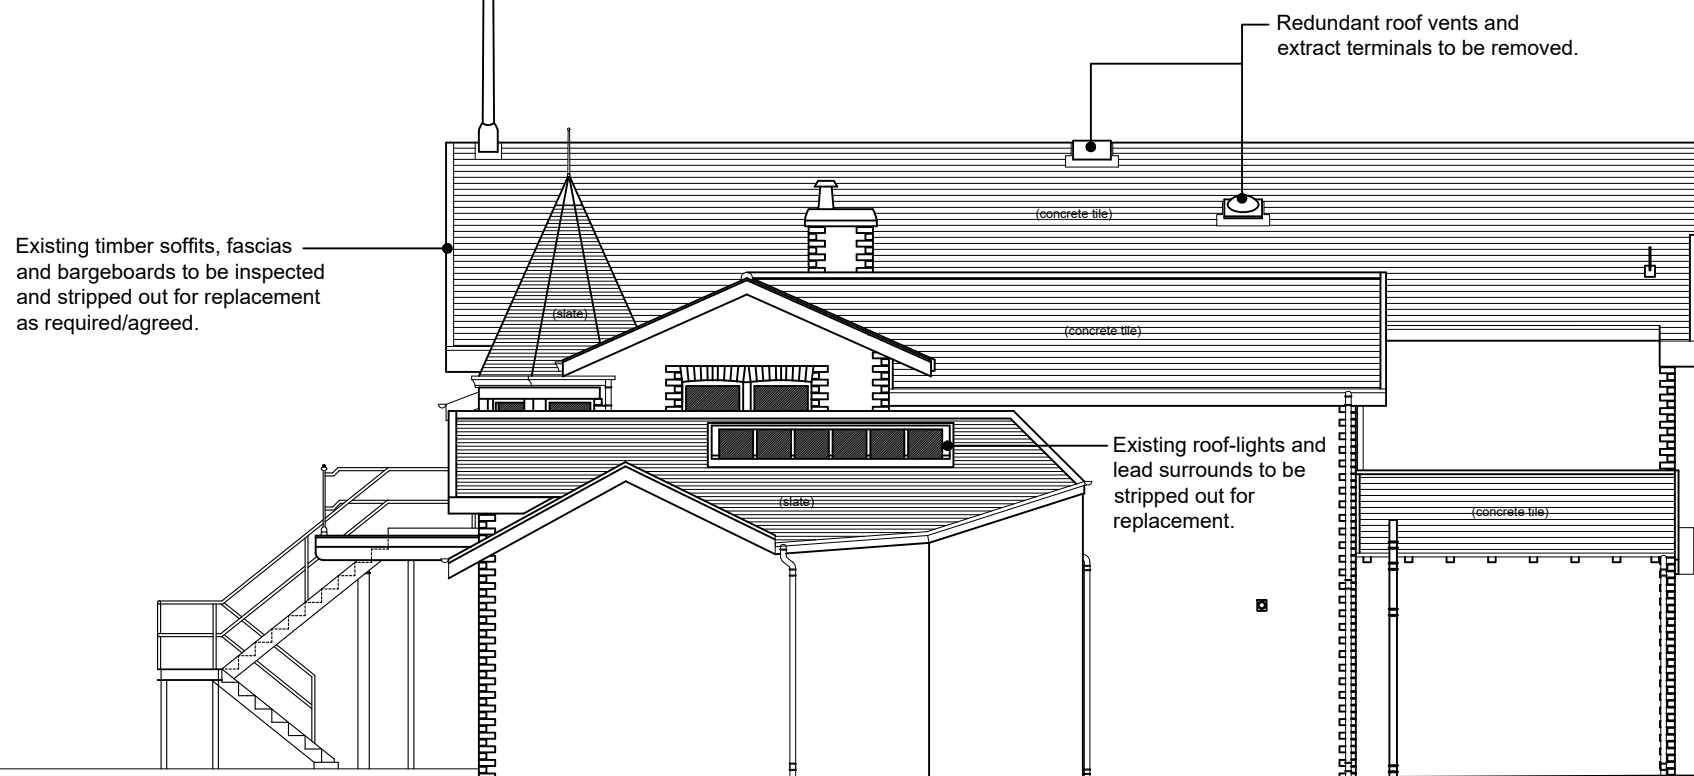 Redundant roof vents and
extract terminals to be removed.
(concrete tile)
Existing timber soffits, fascias
and bargeboards to be inspected
and stripped out for replacement
as required/agreed.
(slate)
(concrete tile)
Existing roof-lights and
lead surrounds to be
stripped out for
replacement.
(slate)
(concrete tile)